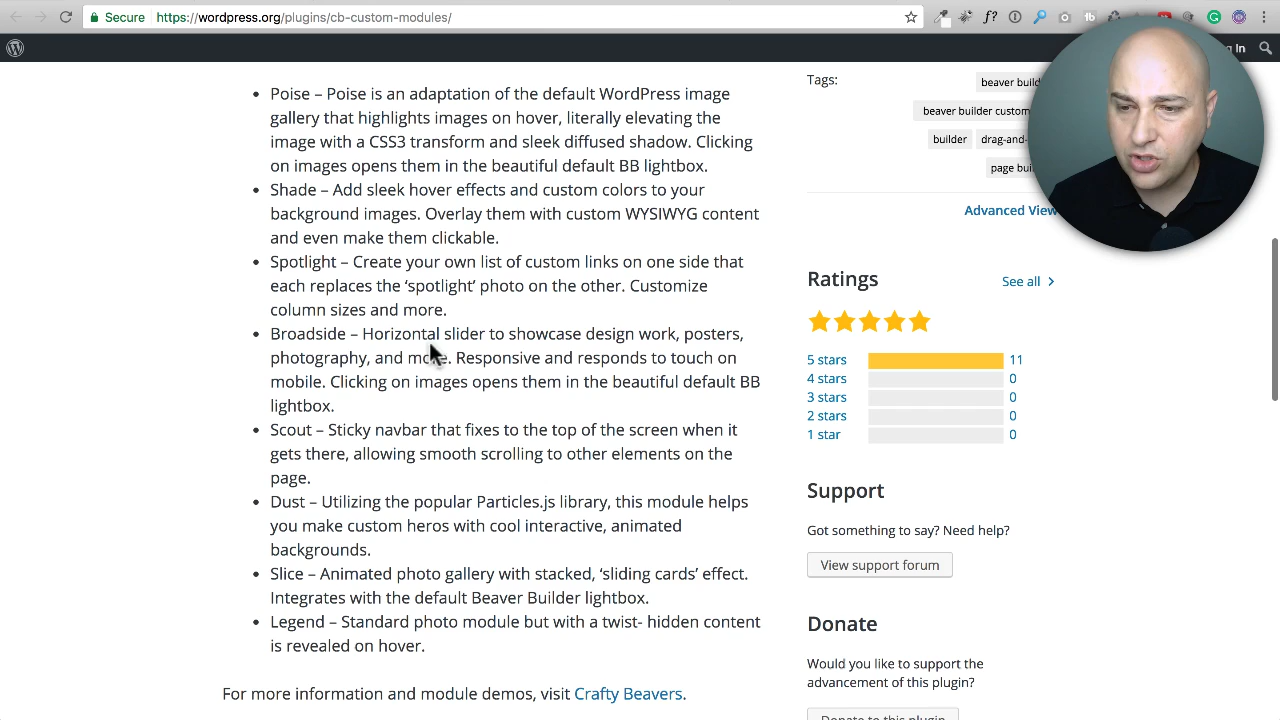 Secure https://wordpress.org/plugins/cb-custom-modules/
In
Poise – Poise is an adaptation of the default WordPress image
gallery that highlights images on hover, literally elevating the
image with a CSS3 transform and sleek diffused shadow. Clicking
on images opens them in the beautiful default BB lightbox.
Shade – Add sleek hover effects and custom colors to your
background images. Overlay them with custom WYSIWYG content
and even make them clickable.
Spotlight – Create your own list of custom links on one side that
each replaces the ‘spotlight’ photo on the other. Customize
column sizes and more.
Broadside – Horizontal slider to showcase design work, posters,
photography, and more. Responsive and responds to touch on
mobile. Clicking on images opens them in the beautiful default BB
lightbox.
Scout – Sticky navbar that fixes to the top of the screen when it
gets there, allowing smooth scrolling to other elements on the
page.
Dust – Utilizing the popular Particles.js library, this module helps
you make custom heros with cool interactive, animated
backgrounds.
Slice – Animated photo gallery with stacked, ‘sliding cards’ effect.
Integrates with the default Beaver Builder lightbox.
Legend – Standard photo module but with a twist- hidden content
is revealed on hover.
For more information and module demos, visit Crafty Beavers.
Tags:
beaver build
beaver builder custom
builder drag-and-
page buil
Advanced View
Ratings See all
5 stars 11
4 stars 0
3 stars 0
2 stars 0
1 star 0
Support
Got something to say? Need help?
View support forum
Donate
Would you like to support the
advancement of this plugin?
Donate to this plugin